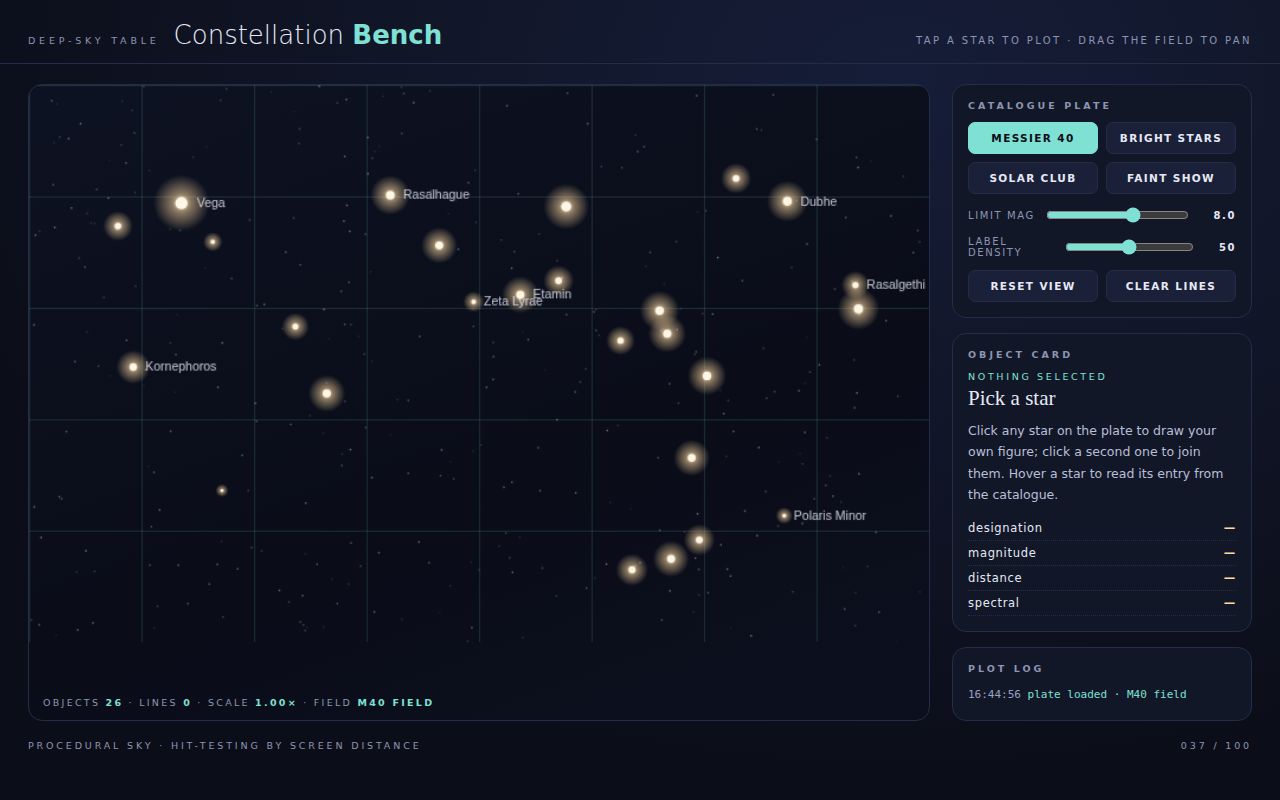 DEEP-SKY TABLE Constellation Bench
TAP A STAR TO PLOT · DRAG THE FIELD TO PAN
Vega
Rasalhague
Dubhe
Rasalgethi
Etamin
Zeta Lyrae
Kornephoros
Polaris Minor
OBJECTS 26 · LINES 0 · SCALE 1.00× · FIELD M40 FIELD
CATALOGUE PLATE
MESSIER 40
BRIGHT STARS
SOLAR CLUB
FAINT SHOW
LIMIT MAG 8.0
LABEL
DENSITY
50
RESET VIEW
CLEAR LINES
OBJECT CARD
NOTHING SELECTED
Pick a star
Click any star on the plate to draw your
own figure; click a second one to join
them. Hover a star to read its entry from
the catalogue.
designation —
magnitude —
distance —
spectral —
PLOT LOG
16:44:56 plate loaded · M40 field
PROCEDURAL SKY · HIT-TESTING BY SCREEN DISTANCE
037 / 100